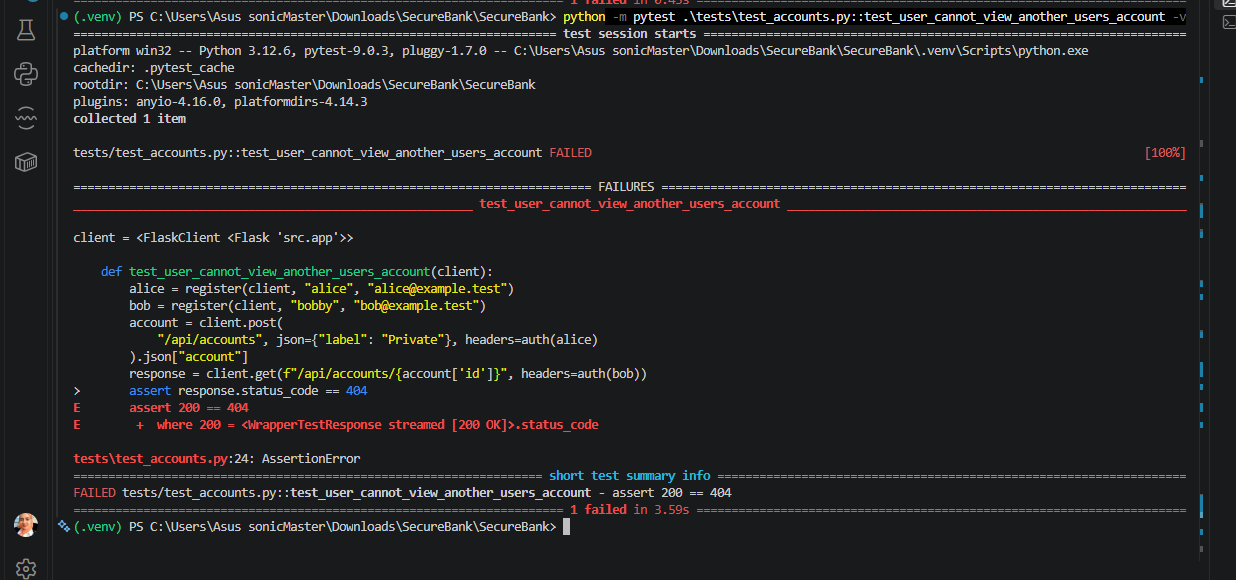 1 failed in 0.45s
(.venv) PS C:\Users\Asus sonicMaster\Downloads\SecureBank\SecureBank> python -m pytest .\tests\test_accounts.py::test_user_cannot_view_another_users_account -v
test session starts
platform win32 -- Python 3.12.6, pytest-9.0.3, pluggy-1.7.0 -- C:\Users\Asus sonicMaster\Downloads\SecureBank\SecureBank\.venv\Scripts\python.exe
cachedir: .pytest_cache
rootdir: C:\Users\Asus sonicMaster\Downloads\SecureBank\SecureBank
plugins: anyio-4.16.0, platformdirs-4.14.3
collected 1 item
tests/test_accounts.py::test_user_cannot_view_another_users_account FAILED [100%]
FAILURES
test_user_cannot_view_another_users_account
client = <FlaskClient <Flask 'src.app'>>
def test_user_cannot_view_another_users_account(client):
alice = register(client, "alice", "alice@example.test")
bob = register(client, "bobby", "bob@example.test")
account = client.post(
"/api/accounts", json={"label": "Private"}, headers=auth(alice)
).json["account"]
response = client.get(f"/api/accounts/{account['id']}", headers=auth(bob))
> assert response.status_code == 404
E assert 200 == 404
E + where 200 = <WrapperTestResponse streamed [200 OK]>.status_code
tests\test_accounts.py:24: AssertionError
short test summary info
FAILED tests/test_accounts.py::test_user_cannot_view_another_users_account - assert 200 == 404
1 failed in 3.59s
(.venv) PS C:\Users\Asus sonicMaster\Downloads\SecureBank\SecureBank>